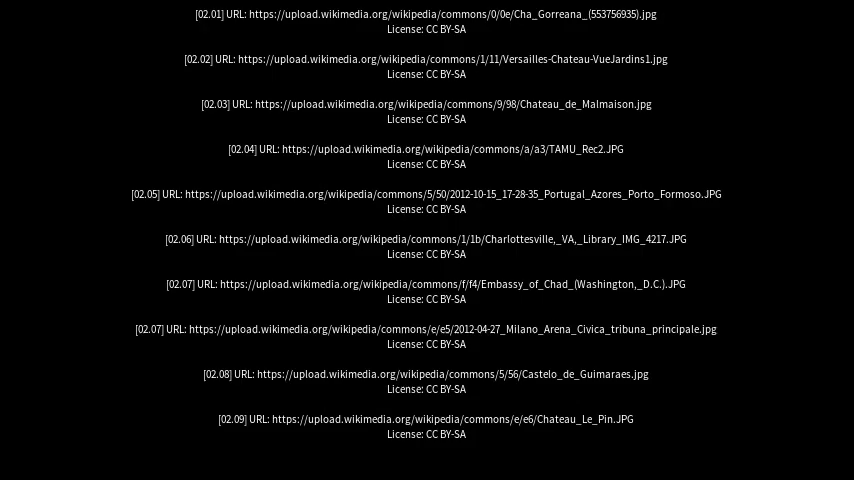 [02.01] URL: https://upload.wikimedia.org/wikipedia/commons/0/0e/Cha_Gorreana_(553756935).jpg
License: CC BY-SA
[02.02] URL: https://upload.wikimedia.org/wikipedia/commons/1/11/Versailles-Chateau-VueJardins1.jpg
License: CC BY-SA
[02.03] URL: https://upload.wikimedia.org/wikipedia/commons/9/98/Chateau_de_Malmaison.jpg
License: CC BY-SA
[02.04] URL: https://upload.wikimedia.org/wikipedia/commons/a/a3/TAMU_Rec2.JPG
License: CC BY-SA
[02.05] URL: https://upload.wikimedia.org/wikipedia/commons/5/50/2012-10-15_17-28-35_Portugal_Azores_Porto_Formoso.JPG
License: CC BY-SA
[02.06] URL: https://upload.wikimedia.org/wikipedia/commons/1/1b/Charlottesville,_VA,_Library_IMG_4217.JPG
License: CC BY-SA
[02.07] URL: https://upload.wikimedia.org/wikipedia/commons/f/f4/Embassy_of_Chad_(Washington,_D.C.).JPG
License: CC BY-SA
[02.07] URL: https://upload.wikimedia.org/wikipedia/commons/e/e5/2012-04-27_Milano_Arena_Civica_tribuna_principale.jpg
License: CC BY-SA
[02.08] URL: https://upload.wikimedia.org/wikipedia/commons/5/56/Castelo_de_Guimaraes.jpg
License: CC BY-SA
[02.09] URL: https://upload.wikimedia.org/wikipedia/commons/e/e6/Chateau_Le_Pin.JPG
License: CC BY-SA